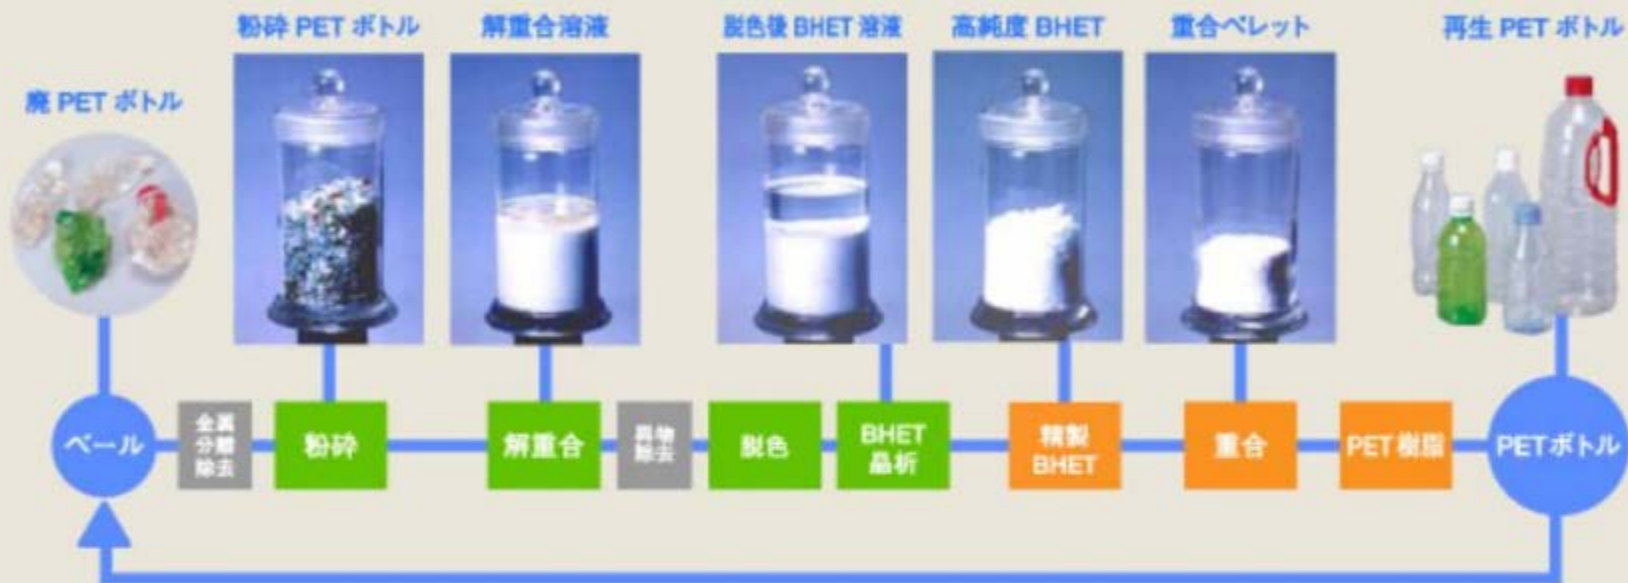 廃 PET ボトル
粉砕 PET ボトル
解重合溶液
脱色後 BHET 溶液
高純度 BHET
重合ペレット
再生 PET ボトル
ベール
金属
分離
除去
粉砕
解重合
異物
除去
脱色
BHET
晶析
精製
BHET
重合
PET樹脂
PETボトル